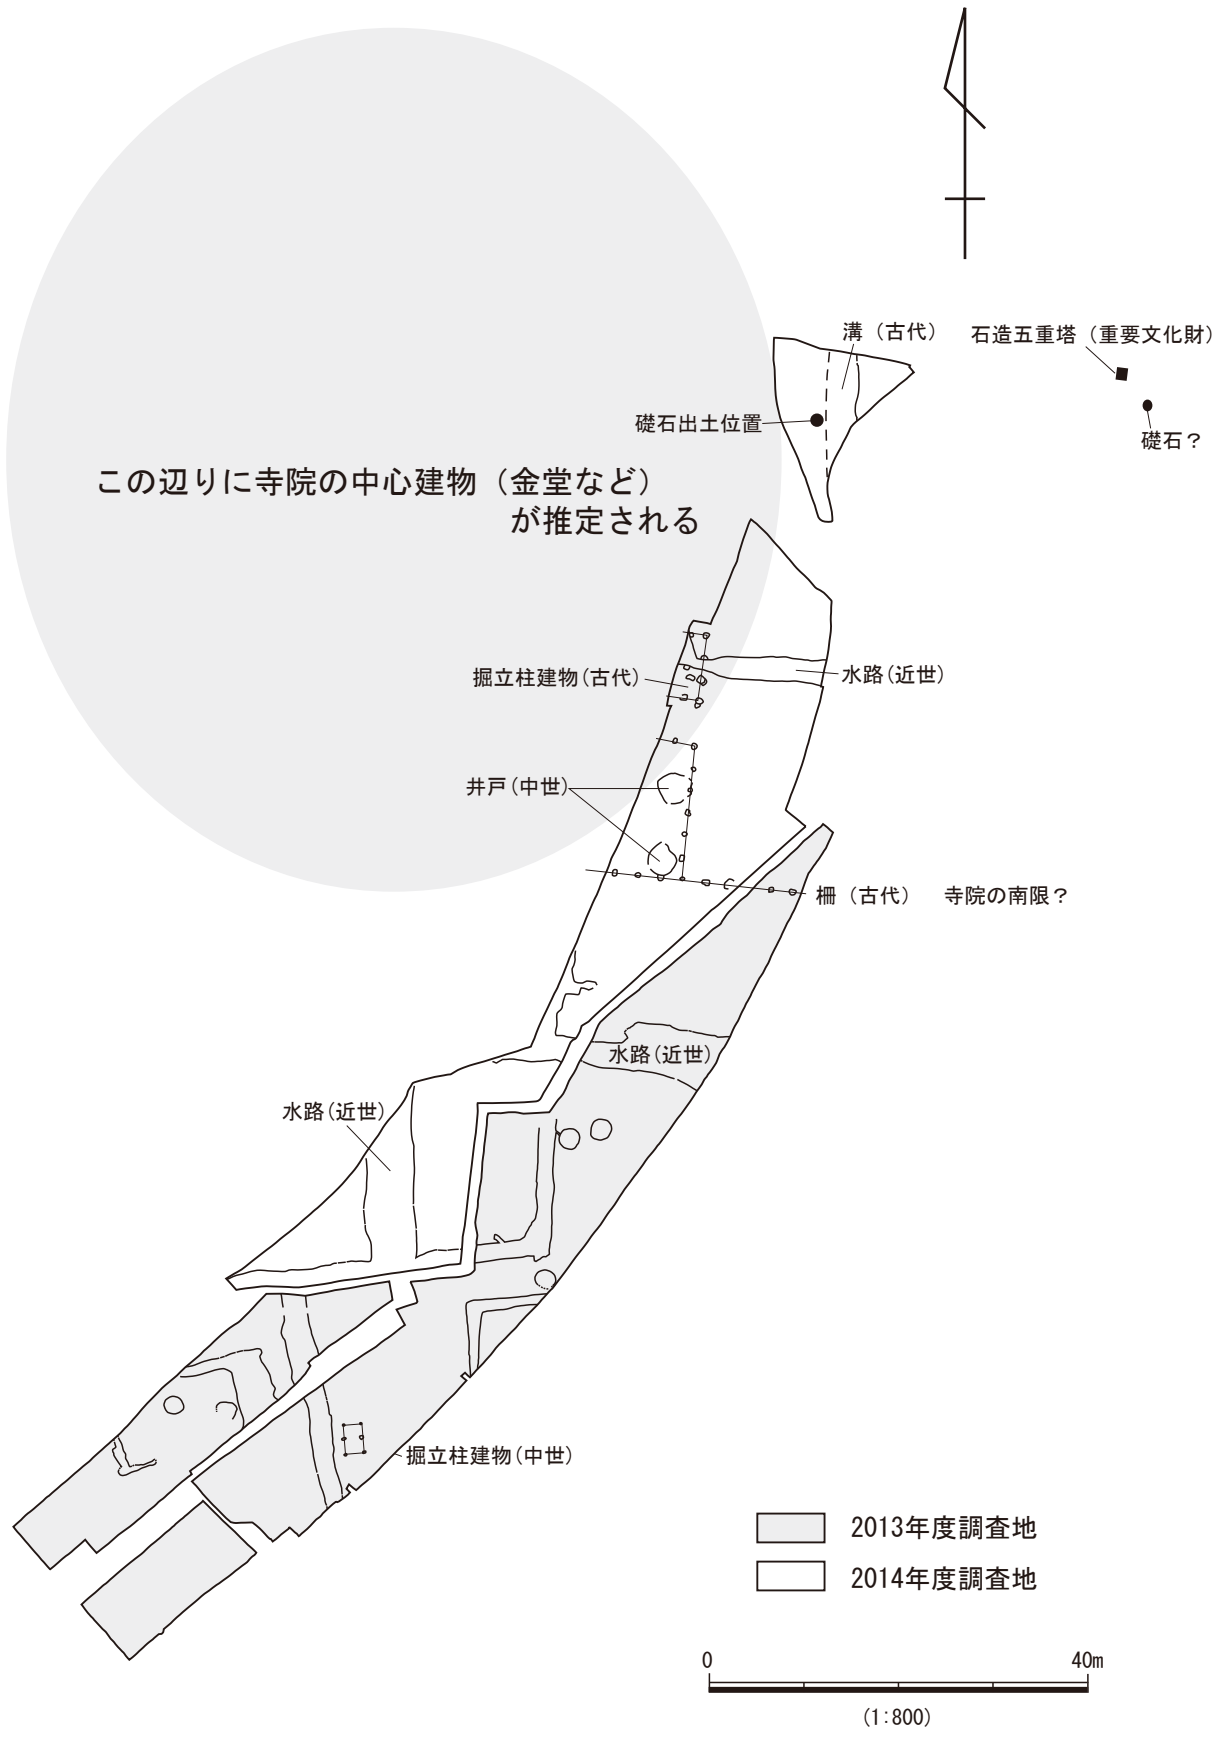 溝（古代）
石造五重塔（重要文化財）
礎石出土位置
礎石？
この辺りに寺院の中心建物（金堂など）
が推定される
掘立柱建物(古代)
水路(近世)
井戸(中世)
柵（古代）　寺院の南限？
水路(近世)
水路(近世)
掘立柱建物(中世)
2013年度調査地
2014年度調査地
0 40m
(1:800)